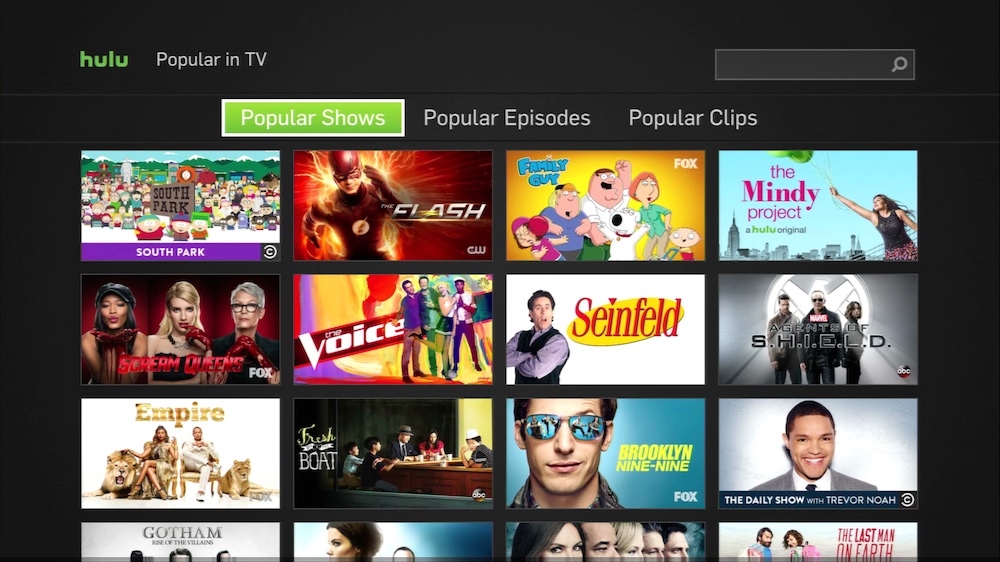 hulu
Popular in TV
Popular Shows
Popular Episodes
Popular Clips
SOUTH
PARK
SOUTH PARK
THE
FLASH
CW
FAMILY
GUY
FOX
the
Mindy
project
a hulu original
SCREAM QUEENS
FOX
the
Voice
Seinfeld
MARVEL
AGENTS OF
S.H.I.E.L.D.
abc
Empire
FOX
Fresh
BOAT
abc
BROOKLYN
NINE-NINE
FOX
THE DAILY SHOW WITH TREVOR NOAH
GOTHAM
RISE OF THE VILLAINS
THE LAST MAN
ON EARTH